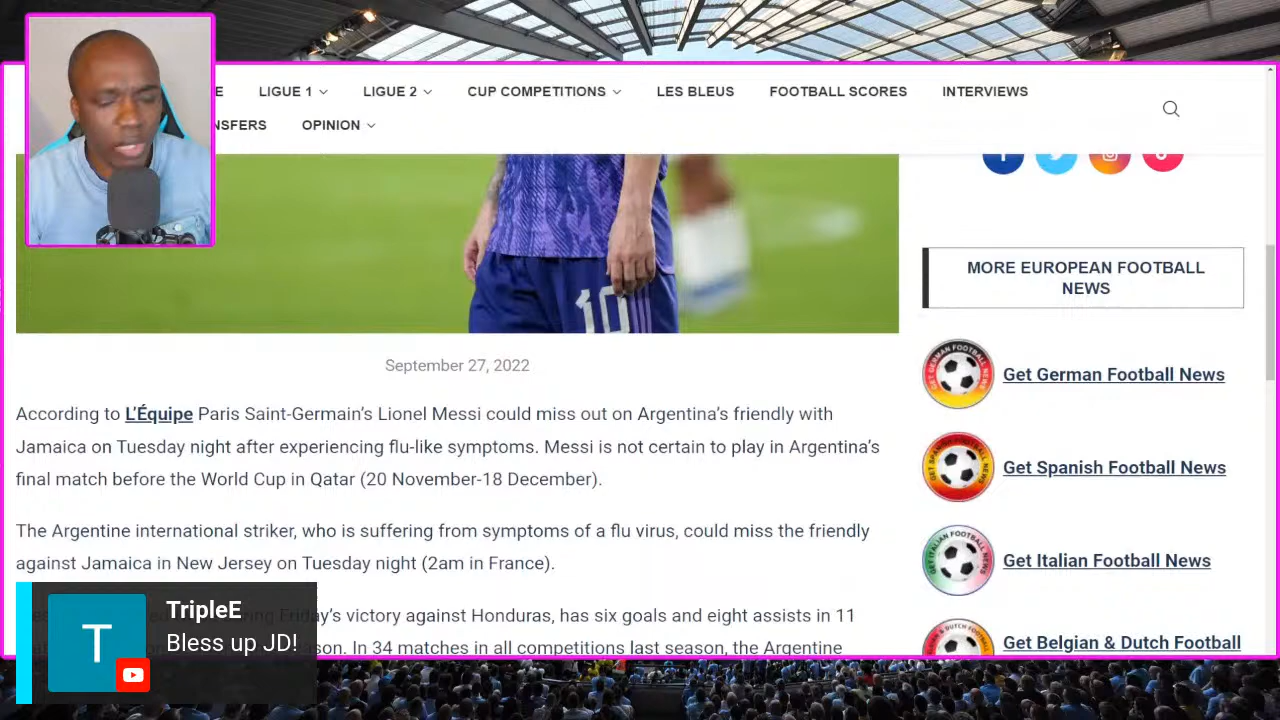 LIGUE 1
LIGUE 2
CUP COMPETITIONS
LES BLEUS
FOOTBALL SCORES
INTERVIEWS
OPINION
10
MORE EUROPEAN FOOTBALL
NEWS
Get German Football News
Get Spanish Football News
Get Italian Football News
Get Belgian & Dutch Football
September 27, 2022
According to L’Équipe Paris Saint-Germain’s Lionel Messi could miss out on Argentina’s friendly with
Jamaica on Tuesday night after experiencing flu-like symptoms. Messi is not certain to play in Argentina’s
final match before the World Cup in Qatar (20 November-18 December).
The Argentine international striker, who is suffering from symptoms of a flu virus, could miss the friendly
against Jamaica in New Jersey on Tuesday night (2am in France).
victory against Honduras, has six goals and eight assists in 11
In 34 matches in all competitions last season, the Argentine
T
TripleE
Bless up JD!